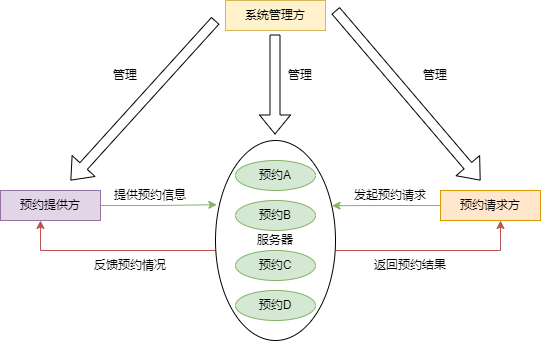 系统管理方
管理
管理
管理
预约A
预约提供方
提供预约信息
发起预约请求
预约请求方
预约B
服务器
反馈预约情况
预约C
返回预约结果
预约D